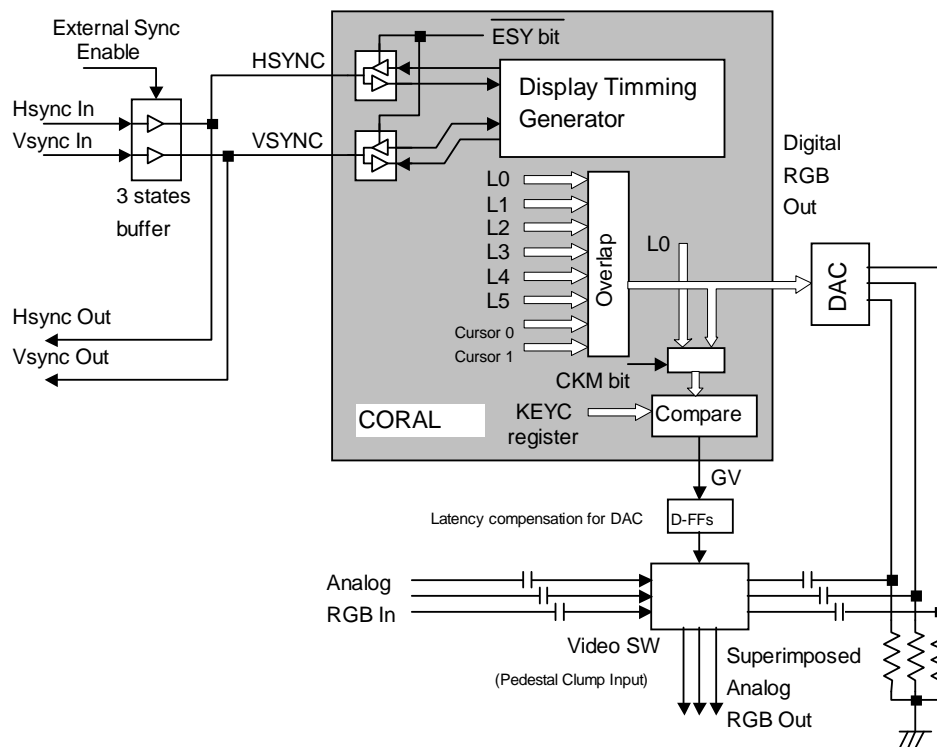 External Sync
Enable
Hsync In
Vsync In
3 states
buffer
Hsync Out
Vsync Out
HSYNC
VSYNC
ESY bit
Display Timming
Generator
Digital
RGB
Out
L0
L1
L2
L3
L4
L5
Cursor 0
Cursor 1
Overlap
L0
DAC
CKM bit
KEYC
register
Compare
CORAL
GV
Latency compensation for DAC
D-FFs
Analog
RGB In
Video SW
(Pedestal Clump Input)
Superimposed
Analog
RGB Out